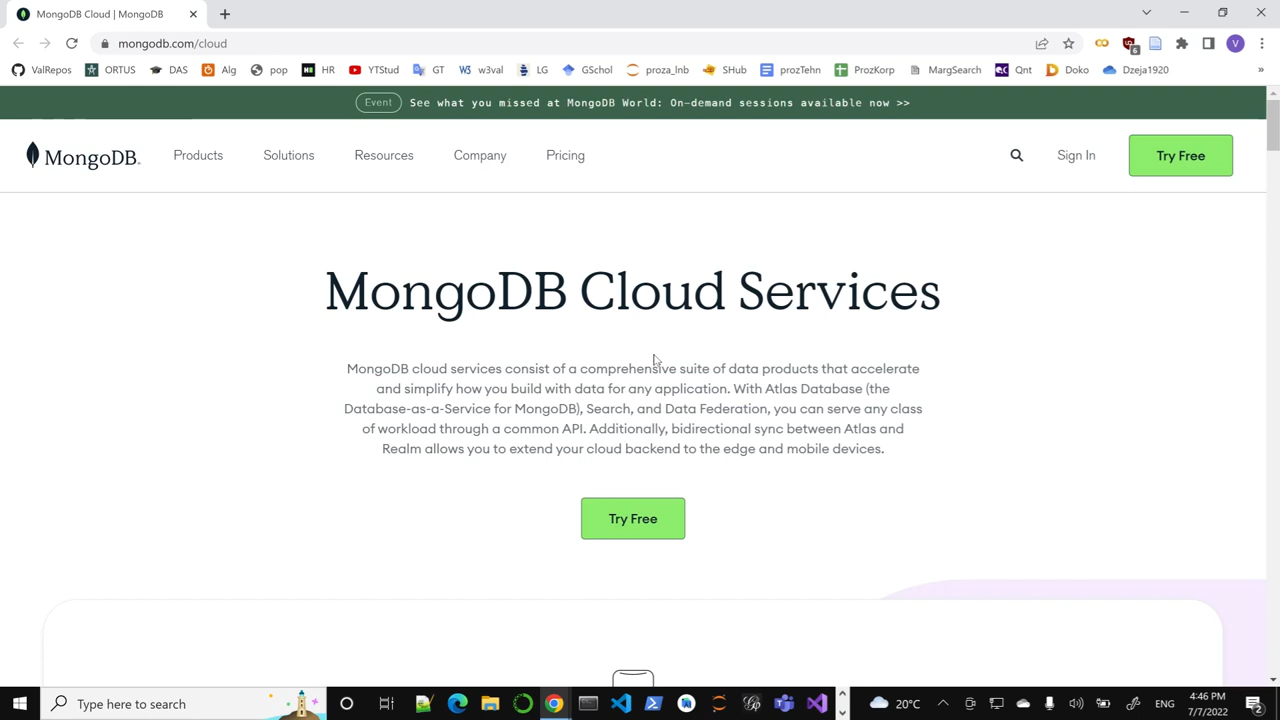 MongoDB Cloud | MongoDB
mongodb.com/cloud
6
V
ValRepos ORTUS DAS Alg pop HR YTStud GT w3val LG GSchol proza_lnb SHub prozTehn ProzKorp MargSearch Qnt Doko Dzeja1920 »
Event See what you missed at MongoDB World: On-demand sessions available now >>
MongoDB. Products Solutions Resources Company Pricing Sign In Try Free
MongoDB Cloud Services
MongoDB cloud services consist of a comprehensive suite of data products that accelerate
and simplify how you build with data for any application. With Atlas Database (the
Database-as-a-Service for MongoDB), Search, and Data Federation, you can serve any class
of workload through a common API. Additionally, bidirectional sync between Atlas and
Realm allows you to extend your cloud backend to the edge and mobile devices.
Try Free
Type here to search
20°C
ENG
4:46 PM
7/7/2022
2